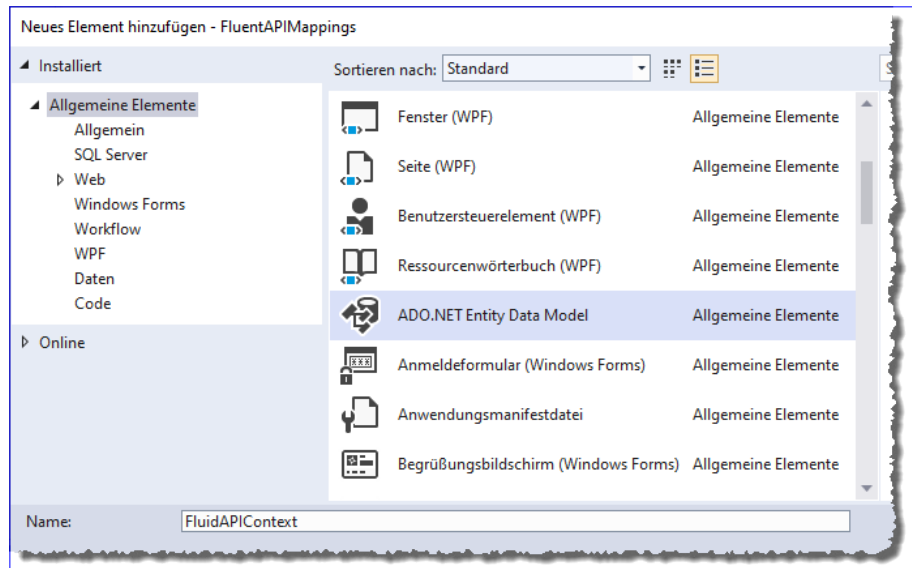 Neues Element hinzufügen - FluentAPIMappings
Installiert
Allgemeine Elemente
Allgemein
SQL Server
Web
Windows Forms
Workflow
WPF
Daten
Code
Online
Sortieren nach: Standard
Fenster (WPF) Allgemeine Elemente
Seite (WPF) Allgemeine Elemente
Benutzersteuerelement (WPF) Allgemeine Elemente
Ressourcenwörterbuch (WPF) Allgemeine Elemente
ADO.NET Entity Data Model Allgemeine Elemente
Anmeldeformular (Windows Forms) Allgemeine Elemente
Anwendungsmanifestdatei Allgemeine Elemente
Begrüßungsbildschirm (Windows Forms) Allgemeine Elemente
Name: FluidAPIContext